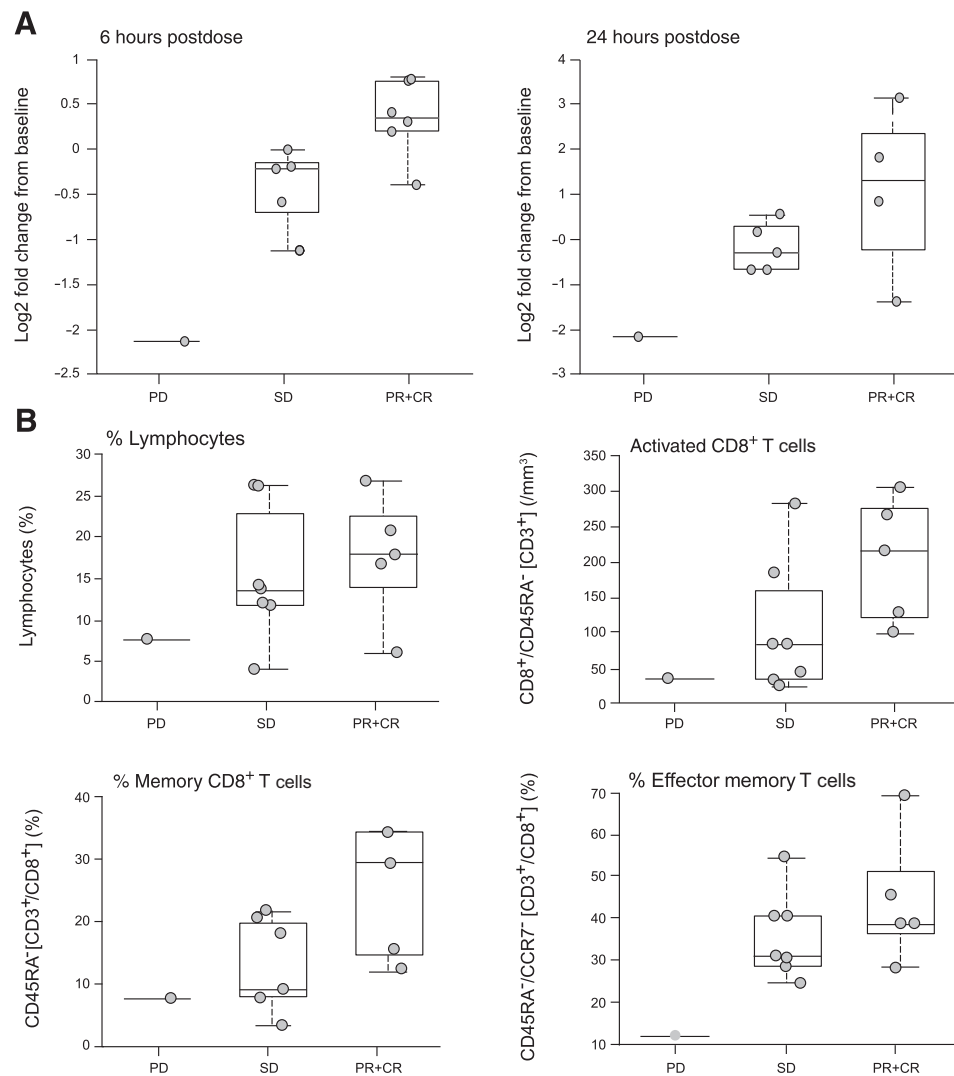 A
6 hours postdose
Log2 fold change from baseline
1
0.5
0
–0.5
–1
–1.5
–2
–2.5
PD
SD
PR+CR
24 hours postdose
Log2 fold change from baseline
4
3
2
1
–0
–1
–2
–3
PD
SD
PR+CR
B
% Lymphocytes
Lymphocytes (%)
30
25
20
15
10
5
0
PD
SD
PR+CR
Activated CD8+ T cells
CD8+/CD45RA- [CD3+] (/mm3)
350
300
250
200
150
100
50
0
PD
SD
PR+CR
% Memory CD8+ T cells
CD45RA-[CD3+/CD8+] (%)
40
30
20
10
0
PD
SD
PR+CR
% Effector memory T cells
CD45RA-/CCR7- [CD3+/CD8+] (%)
70
60
50
40
30
20
10
PD
SD
PR+CR